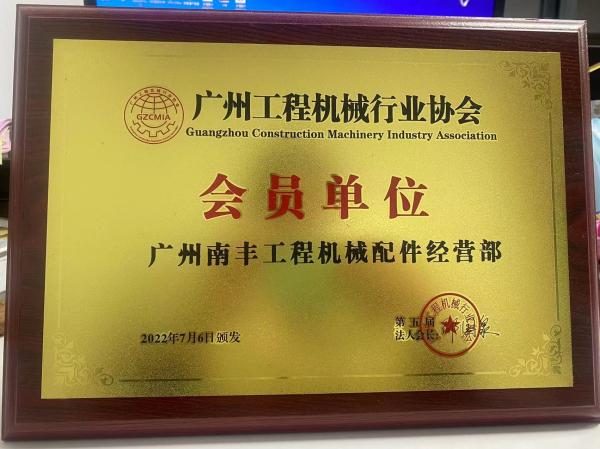 GZCMIA
广州工程机械行业协会
Guangzhou Construction Machinery Industry Association
会员单位
广州南丰工程机械配件经营部
2022年7月6日颁发
第五届
法人会长: